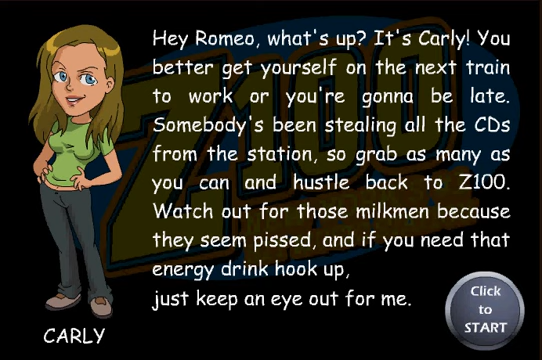 Hey Romeo, what's up? It's Carly! You
better get yourself on the next train
to work or you're gonna be late.
Somebody's been stealing all the CDs
from the station, so grab as many as
you can and hustle back to Z100.
Watch out for those milkmen because
they seem pissed, and if you need that
energy drink hook up,
just keep an eye out for me.
Click
to
START
CARLY
Z100